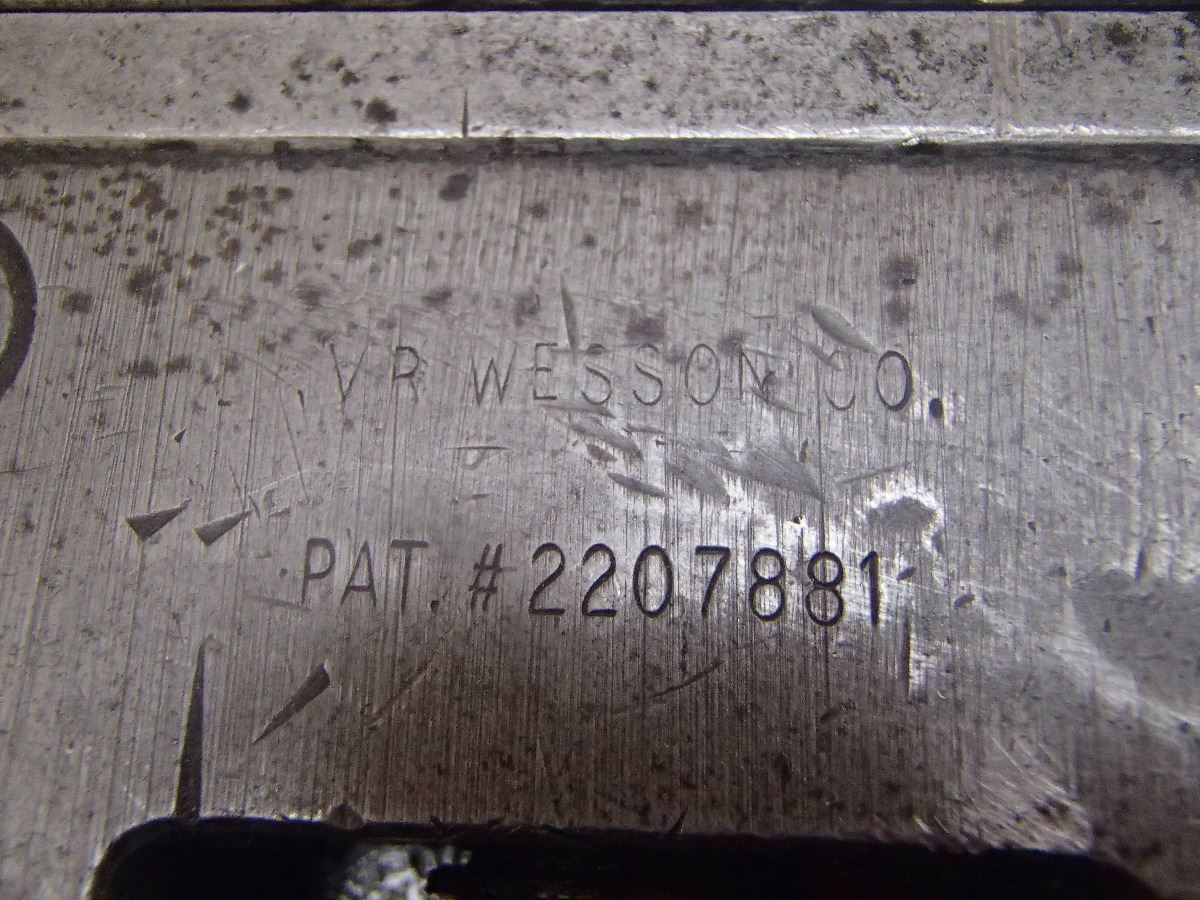 VR WESSON CO.
PAT. #2207881